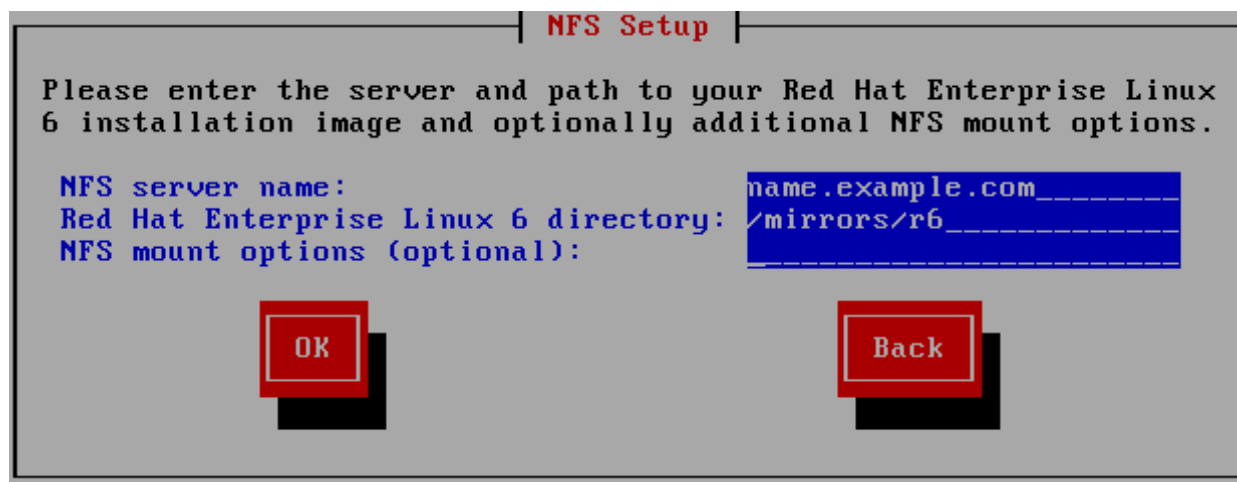 NFS Setup
Please enter the server and path to your Red Hat Enterprise Linux
6 installation image and optionally additional NFS mount options.
NFS server name: name.example.com________
Red Hat Enterprise Linux 6 directory: /mirrors/r6_____________
NFS mount options (optional): ________________________
OK Back